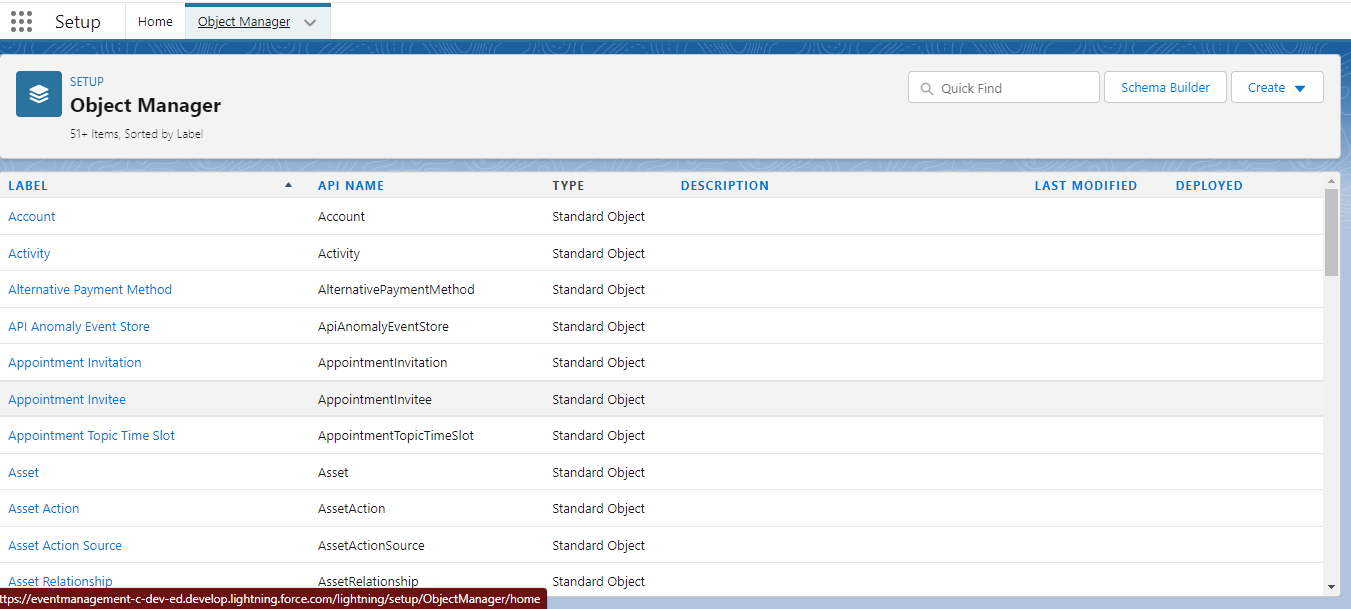 Setup Home Object Manager
SETUP
Object Manager
51+ Items, Sorted by Label
Quick Find Schema Builder Create
LABEL API NAME TYPE DESCRIPTION LAST MODIFIED DEPLOYED
Account Account Standard Object
Activity Activity Standard Object
Alternative Payment Method AlternativePaymentMethod Standard Object
API Anomaly Event Store ApiAnomalyEventStore Standard Object
Appointment Invitation AppointmentInvitation Standard Object
Appointment Invitee AppointmentInvitee Standard Object
Appointment Topic Time Slot AppointmentTopicTimeSlot Standard Object
Asset Asset Standard Object
Asset Action AssetAction Standard Object
Asset Action Source AssetActionSource Standard Object
Asset Relationship AssetRelationship Standard Object
ttps://eventmanagement-c-dev-ed.develop.lightning.force.com/lightning/setup/ObjectManager/home